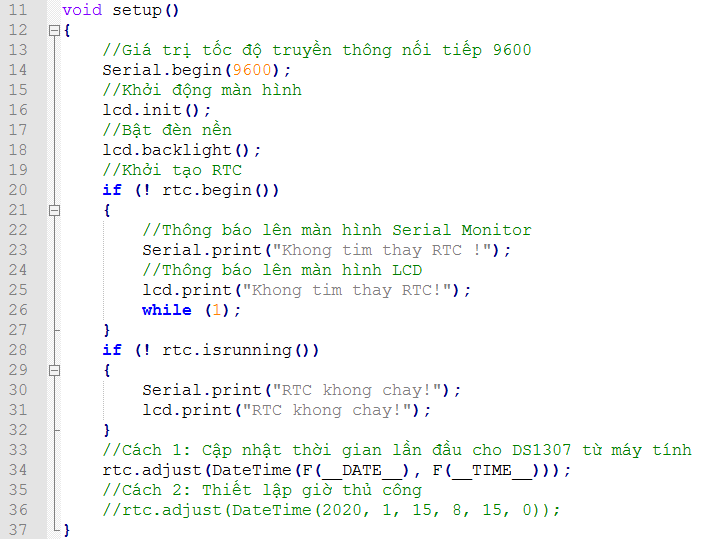 11 void setup()
12 {
13     //Giá trị tốc độ truyền thông nối tiếp 9600
14     Serial.begin(9600);
15     //Khởi động màn hình
16     lcd.init();
17     //Bật đèn nền
18     lcd.backlight();
19     //Khởi tạo RTC
20     if (! rtc.begin())
21     {
22         //Thông báo lên màn hình Serial Monitor
23         Serial.print("Khong tim thay RTC !");
24         //Thông báo lên màn hình LCD
25         lcd.print("Khong tim thay RTC!");
26         while (1);
27     }
28     if (! rtc.isrunning())
29     {
30         Serial.print("RTC khong chay!");
31         lcd.print("RTC khong chay!");
32     }
33     //Cách 1: Cập nhật thời gian lần đầu cho DS1307 từ máy tính
34     rtc.adjust(DateTime(F(__DATE__), F(__TIME__)));
35     //Cách 2: Thiết lập giờ thủ công
36     //rtc.adjust(DateTime(2020, 1, 15, 8, 15, 0));
37 }